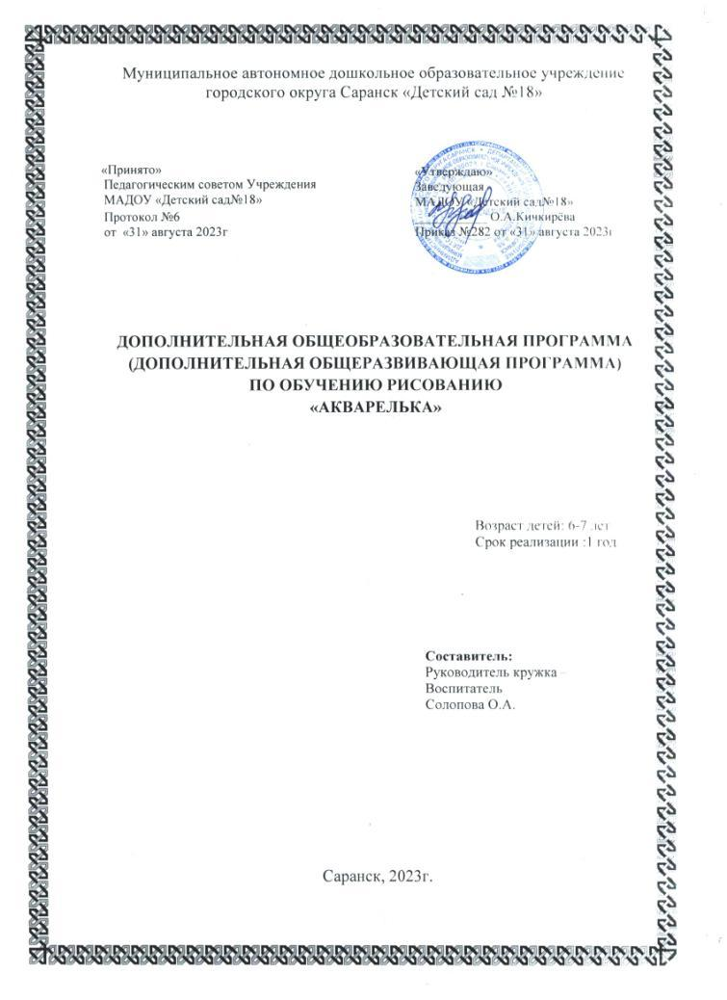 Муниципальное автономное дошкольное образовательное учреждение
городского округа Саранск «Детский сад №18»
«Принято»
Педагогическим советом Учреждения
МАДОУ «Детский сад№18»
Протокол №6
от «31» августа 2023г
«Утверждаю»
Заведующая
МАДОУ «Детский сад№18»
О.А.Кичкирёва
Приказ №282 от «31» августа 2023г
ДОПОЛНИТЕЛЬНАЯ ОБЩЕОБРАЗОВАТЕЛЬНАЯ ПРОГРАММА
(ДОПОЛНИТЕЛЬНАЯ ОБЩЕРАЗВИВАЮЩАЯ ПРОГРАММА)
ПО ОБУЧЕНИЮ РИСОВАНИЮ
«АКВАРЕЛЬКА»
Возраст детей: 6-7 лет
Срок реализации :1 год
Составитель:
Руководитель кружка –
Воспитатель
Солопова О.А.
Саранск, 2023г.